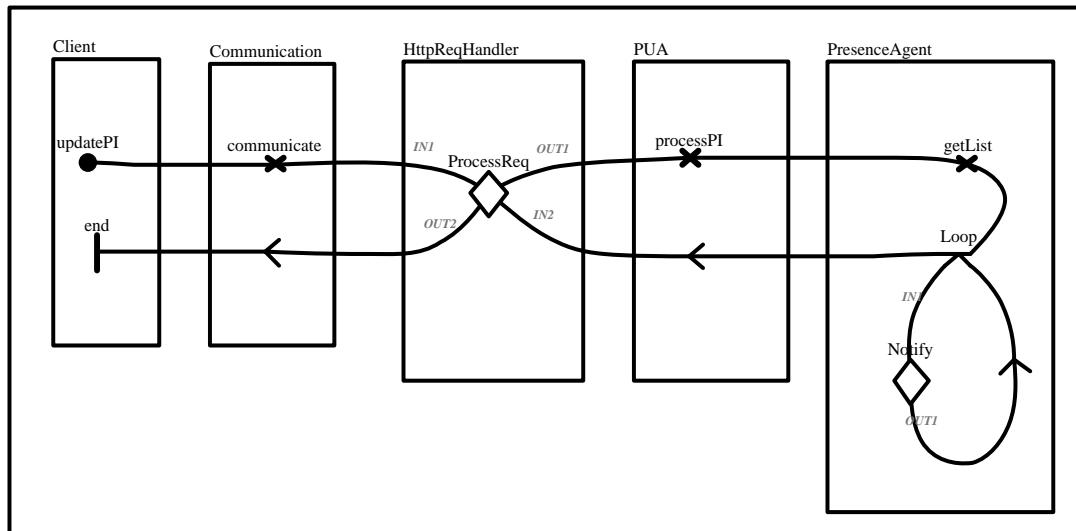 Client
Communication
HttpReqHandler
PUA
PresenceAgent
updatePI
communicate
IN1
ProcessReq
OUT1
processPI
getList
end
OUT2
IN2
Loop
IN1
Notify
OUT1